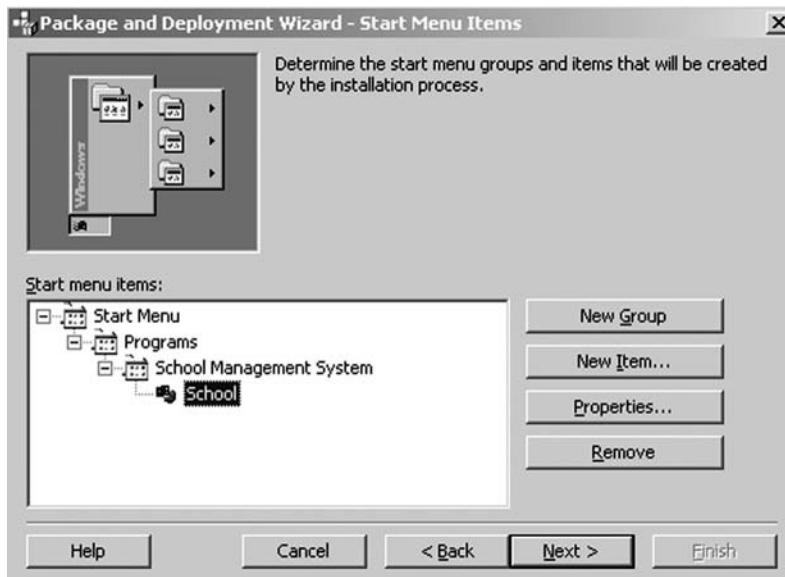 Package and Deployment Wizard - Start Menu Items
Determine the start menu groups and items that will be created
by the installation process.
Windows
Start menu items:
Start Menu
Programs
School Management System
School
New Group
New Item...
Properties...
Remove
Help
Cancel
< Back
Next >
Finish